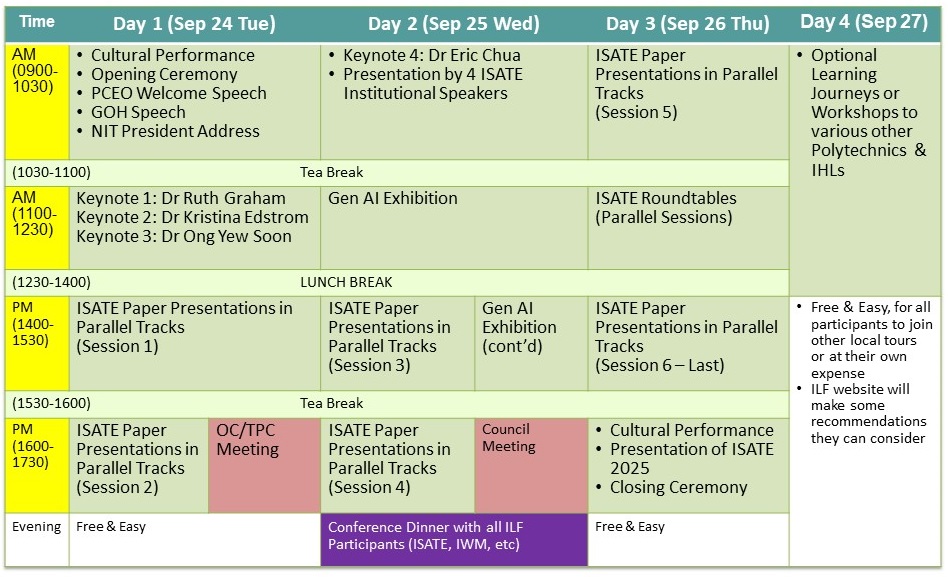 Time
Day 1 (Sep 24 Tue)
Day 2 (Sep 25 Wed)
Day 3 (Sep 26 Thu)
Day 4 (Sep 27)
AM
(0900-
1030)
• Cultural Performance
• Opening Ceremony
• PCEO Welcome Speech
• GOH Speech
• NIT President Address
• Keynote 4: Dr Eric Chua
• Presentation by 4 ISATE
Institutional Speakers
ISATE Paper
Presentations in Parallel
Tracks
(Session 5)
• Optional
Learning
Journeys or
Workshops to
various other
Polytechnics &
IHLs
(1030-1100)
Tea Break
AM
(1100-
1230)
Keynote 1: Dr Ruth Graham
Keynote 2: Dr Kristina Edstrom
Keynote 3: Dr Ong Yew Soon
Gen AI Exhibition
ISATE Roundtables
(Parallel Sessions)
(1230-1400)
LUNCH BREAK
PM
(1400-
1530)
ISATE Paper Presentations in
Parallel Tracks
(Session 1)
ISATE Paper
Presentations in
Parallel Tracks
(Session 3)
Gen AI
Exhibition
(cont’d)
ISATE Paper
Presentations in Parallel
Tracks
(Session 6 – Last)
• Free & Easy, for all
participants to join
other local tours
or at their own
expense
• ILF website will
make some
recommendations
they can consider
(1530-1600)
Tea Break
PM
(1600-
1730)
ISATE Paper
Presentations in
Parallel Tracks
(Session 2)
OC/TPC
Meeting
ISATE Paper
Presentations in
Parallel Tracks
(Session 4)
Council
Meeting
• Cultural Performance
• Presentation of ISATE
2025
• Closing Ceremony
Evening
Free & Easy
Conference Dinner with all ILF
Participants (ISATE, IWM, etc)
Free & Easy